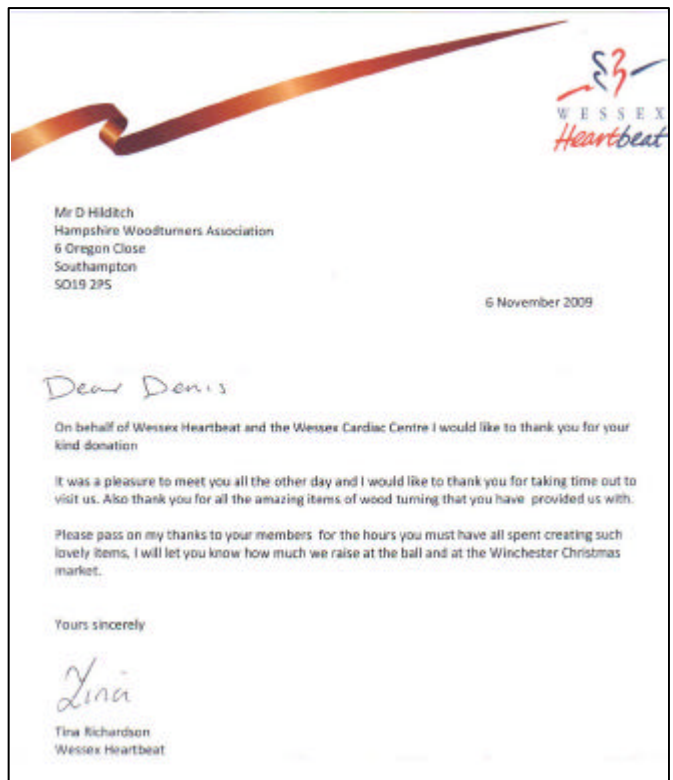 WESSEX
Heartbeat
Mr D Hilditch
Hampshire Woodturners Association
6 Oregon Close
Southampton
SO19 2PS
6 November 2009
Dear Denis
On behalf of Wessex Heartbeat and the Wessex Cardiac Centre I would like to thank you for your
kind donation
It was a pleasure to meet you all the other day and I would like to thank you for taking time out to
visit us. Also thank you for all the amazing items of wood turning that you have provided us with.
Please pass on my thanks to your members for the hours you must have all spent creating such
lovely items, I will let you know how much we raise at the ball and at the Winchester Christmas
market.
Yours sincerely
Tina
Tina Richardson
Wessex Heartbeat